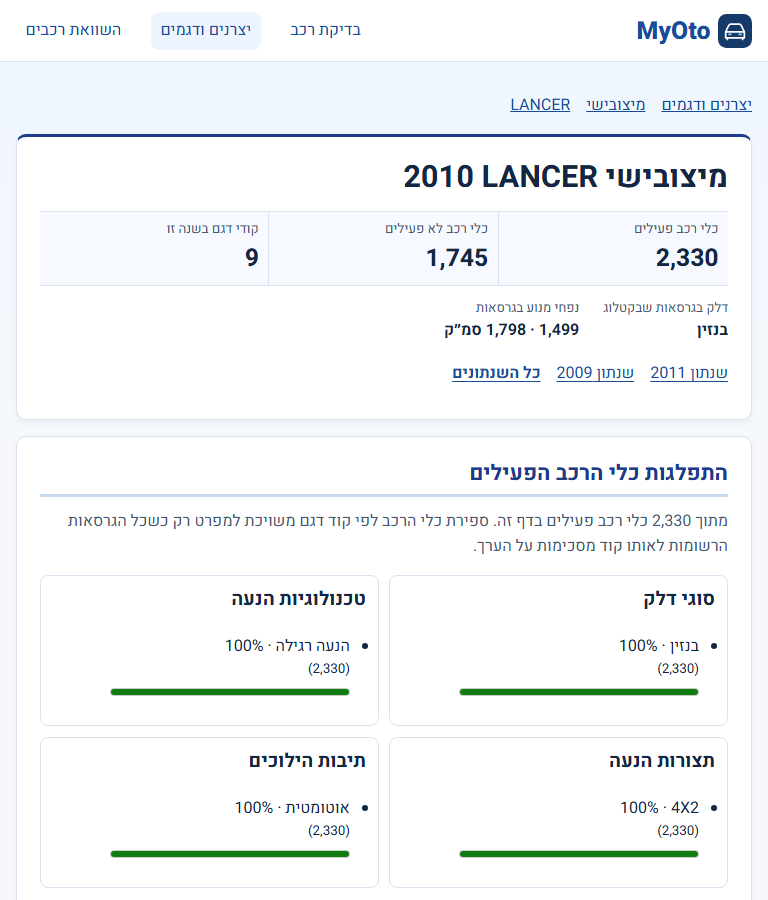 MyOto
בדיקת רכב
יצרנים ודגמים
השוואת רכבים
יצרנים ודגמים מיצובישי LANCER
מיצובישי LANCER 2010
כלי רכב פעילים
2,330
כלי רכב לא פעילים
1,745
קודי דגם בשנה זו
9
דלק בגרסאות שבקטלוג
בנזין
נפחי מנוע בגרסאות
1,499 · 1,798 סמ״ק
שנתון 2011 שנתון 2009 כל השנתונים
התפלגות כלי הרכב הפעילים
מתוך 2,330 כלי רכב פעילים בדף זה. ספירת כלי הרכב לפי קוד דגם משויכת למפרט רק כשכל הגרסאות
הרשומות לאותו קוד מסכימות על הערך.
סוגי דלק
בנזין · 100%
(2,330)
טכנולוגיות הנעה
הנעה רגילה · 100%
(2,330)
תצורות הנעה
4X2 · 100%
(2,330)
תיבות הילוכים
אוטומטית · 100%
(2,330)